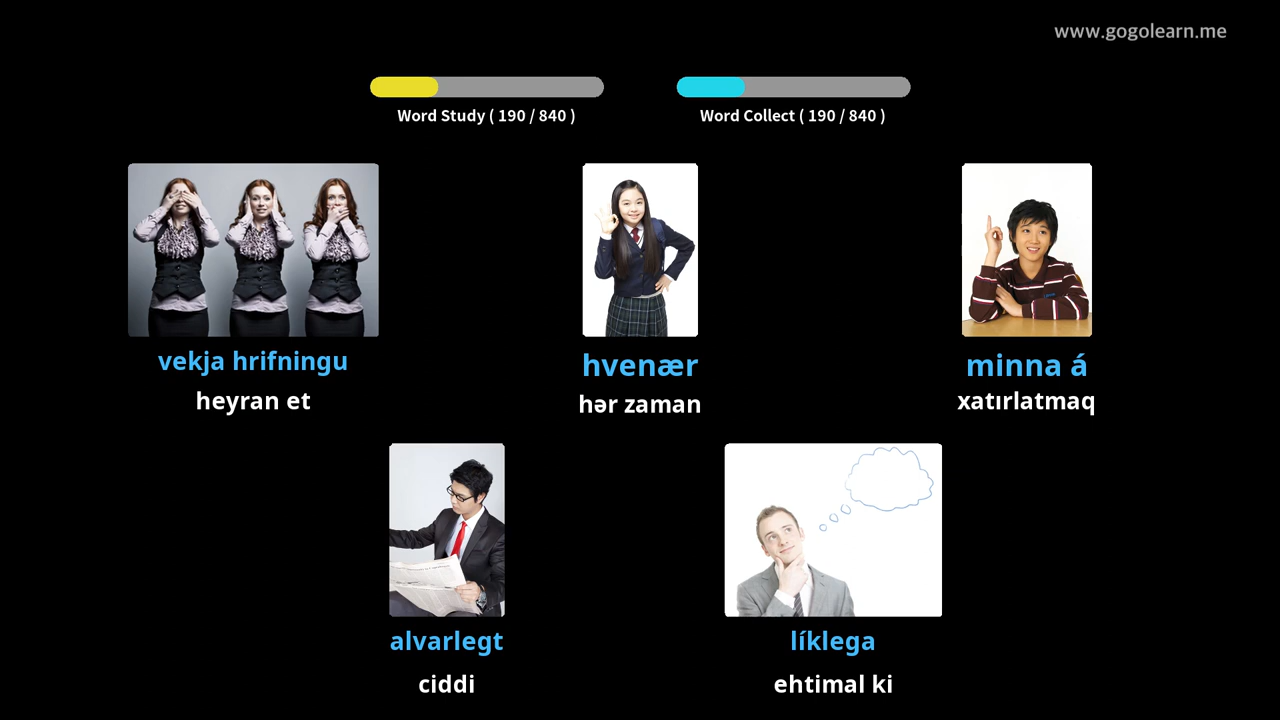 www.gogolearn.me
Word Study ( 190 / 840 )
Word Collect ( 190 / 840 )
vekja hrifningu
heyran et
hvenær
hər zaman
minna á
xatırlatmaq
alvarlegt
ciddi
líklega
ehtimal ki